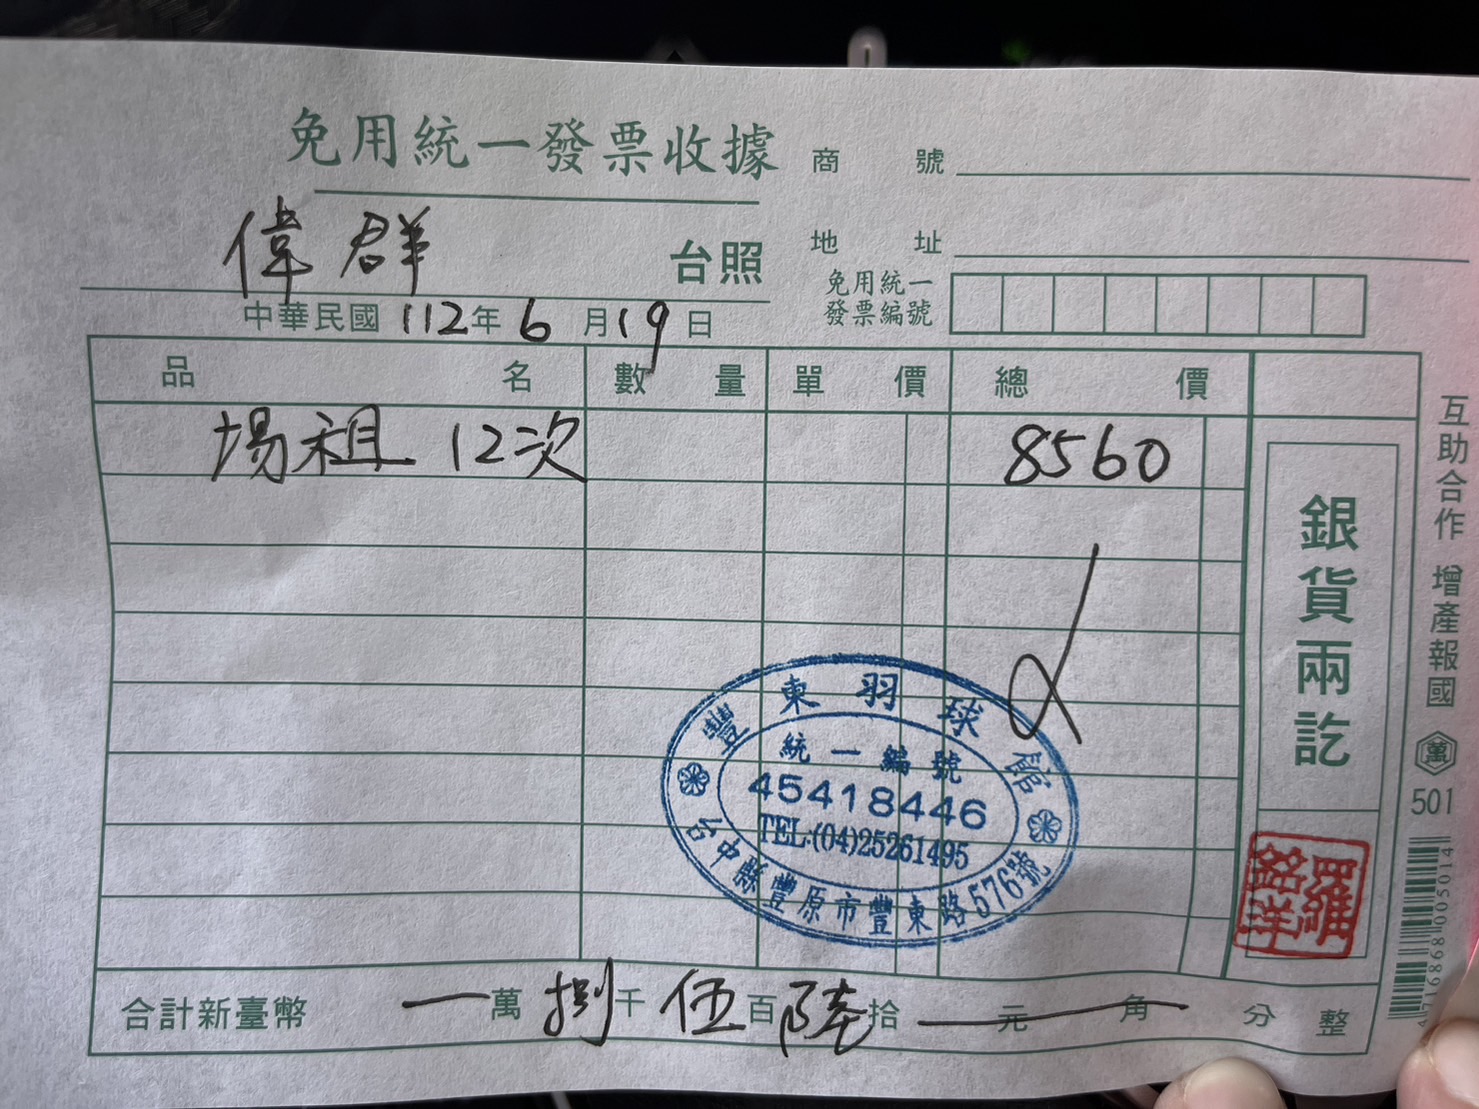 免用統一發票收據
商號
偉群 台照
地址
免用統一
發票編號
中華民國 112年 6月19日
品名 數量 單價 總價
場租 12次 8560
銀貨兩訖
豐東羽球館
統一編號
45418446
TEL:(04)25261495
台中縣豐原市豐東路576號
羅銘洋
合計新臺幣 一萬捌千伍百陸拾 元 角 分整
互助合作 增產報國
萬
501
4716868005014